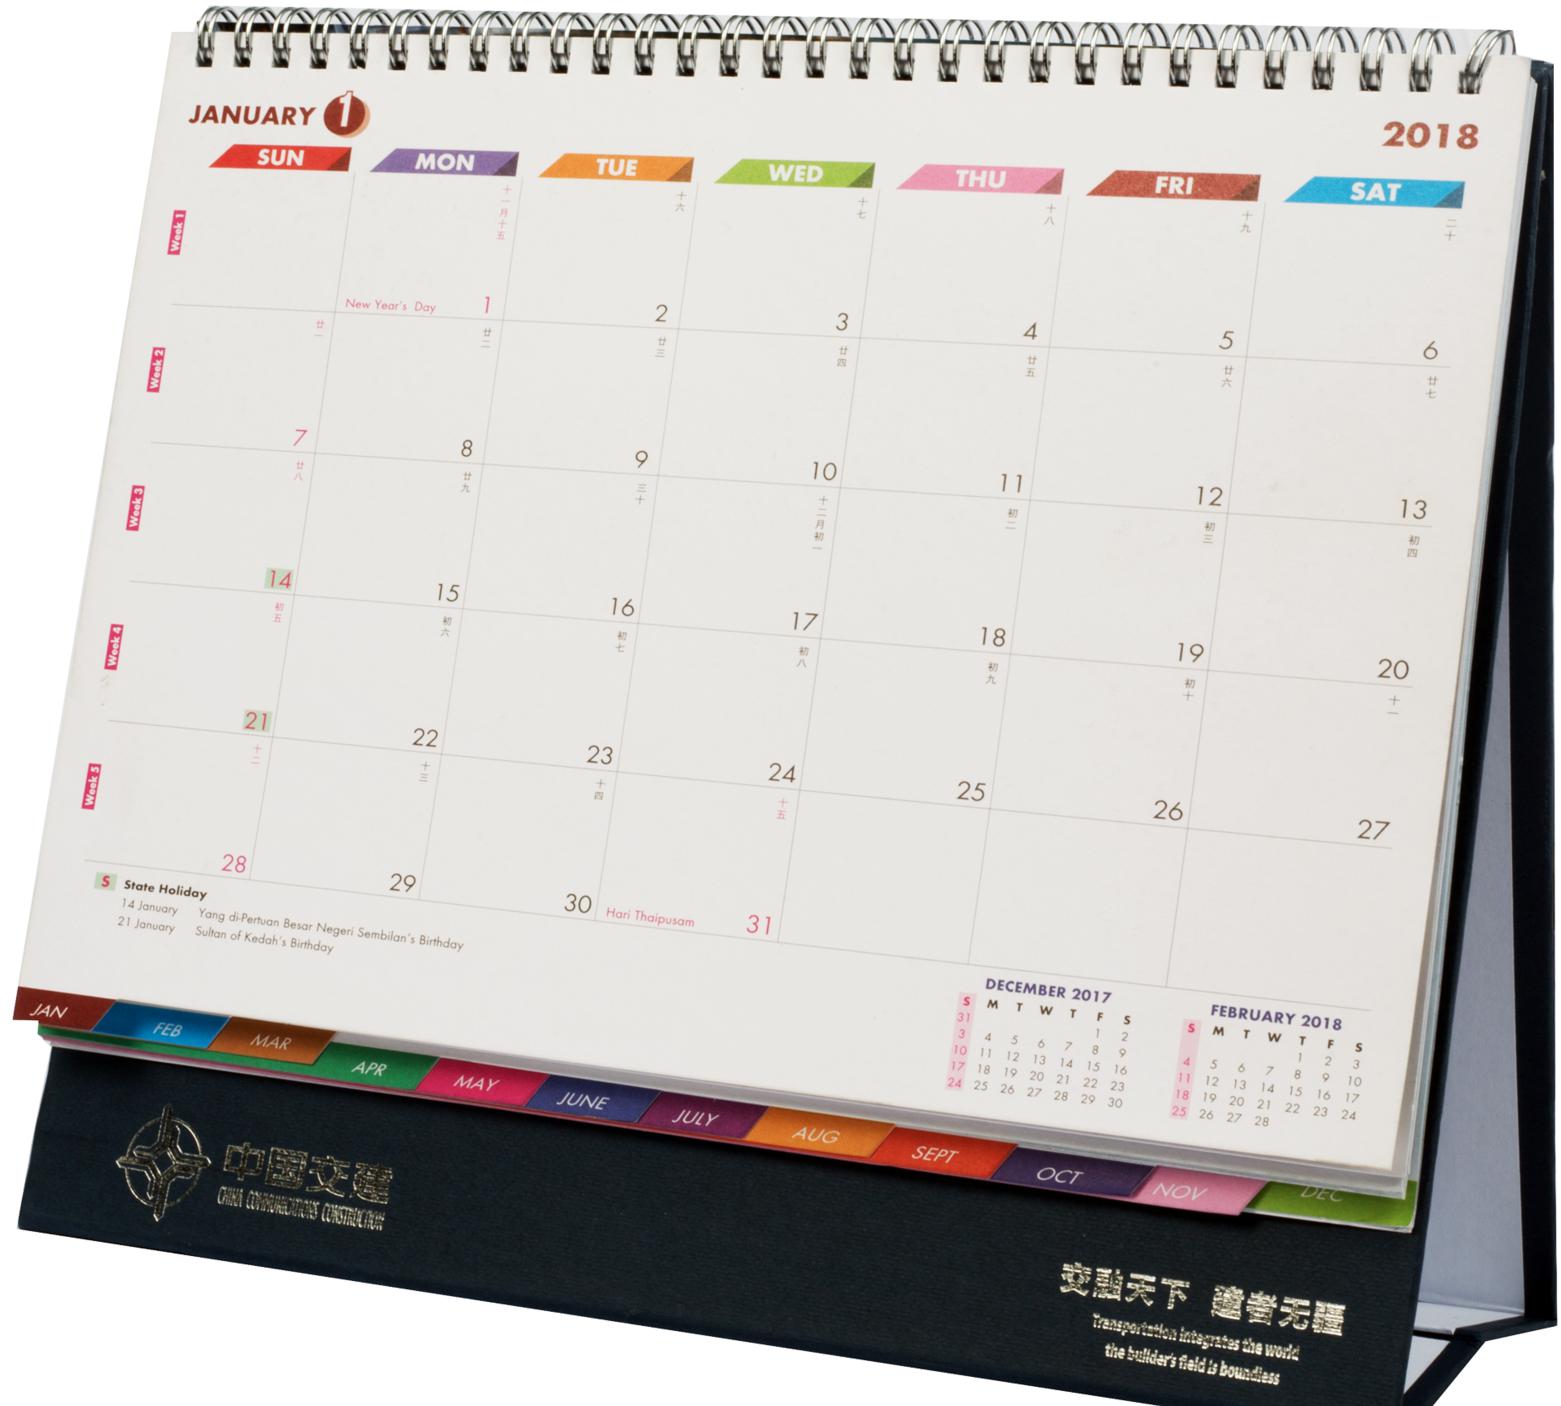 JANUARY 1
2018
SUN MON TUE WED THU FRI SAT
Week 1
十一月十五 十六 十七 十八 十九 二十
New Year's Day 1 2 3 4 5 6
Week 2
廿一 廿二 廿三 廿四 廿五 廿六 廿七
7 8 9 10 11 12 13
Week 3
廿八 廿九 三十 十二月初一 初二 初三 初四
14 15 16 17 18 19 20
Week 4
初五 初六 初七 初八 初九 初十 十一
21 22 23 24 25 26 27
Week 5
十二 十三 十四 十五
28 29 30 Hari Thaipusam 31
S State Holiday
14 January Yang di-Pertuan Besar Negeri Sembilan's Birthday
21 January Sultan of Kedah's Birthday
DECEMBER 2017
S M T W T F S
31 1 2
3 4 5 6 7 8 9
10 11 12 13 14 15 16
17 18 19 20 21 22 23
24 25 26 27 28 29 30
FEBRUARY 2018
S M T W T F S
1 2 3
4 5 6 7 8 9 10
11 12 13 14 15 16 17
18 19 20 21 22 23 24
25 26 27 28
JAN FEB MAR APR MAY JUNE JULY AUG SEPT OCT NOV DEC
中国交建
CHINA COMMUNICATIONS CONSTRUCTION
交融天下 建者无疆
Transportation integrates the world
the builder's field is boundless